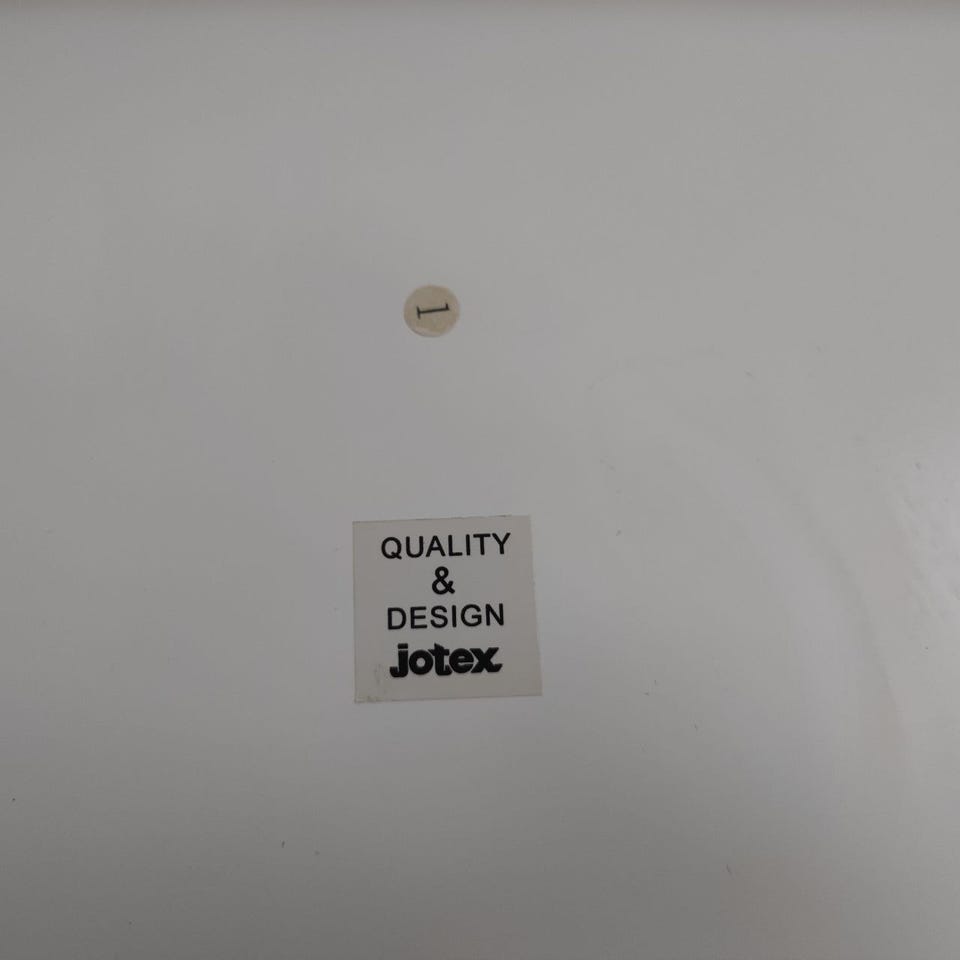 1
QUALITY
&
DESIGN
jotex